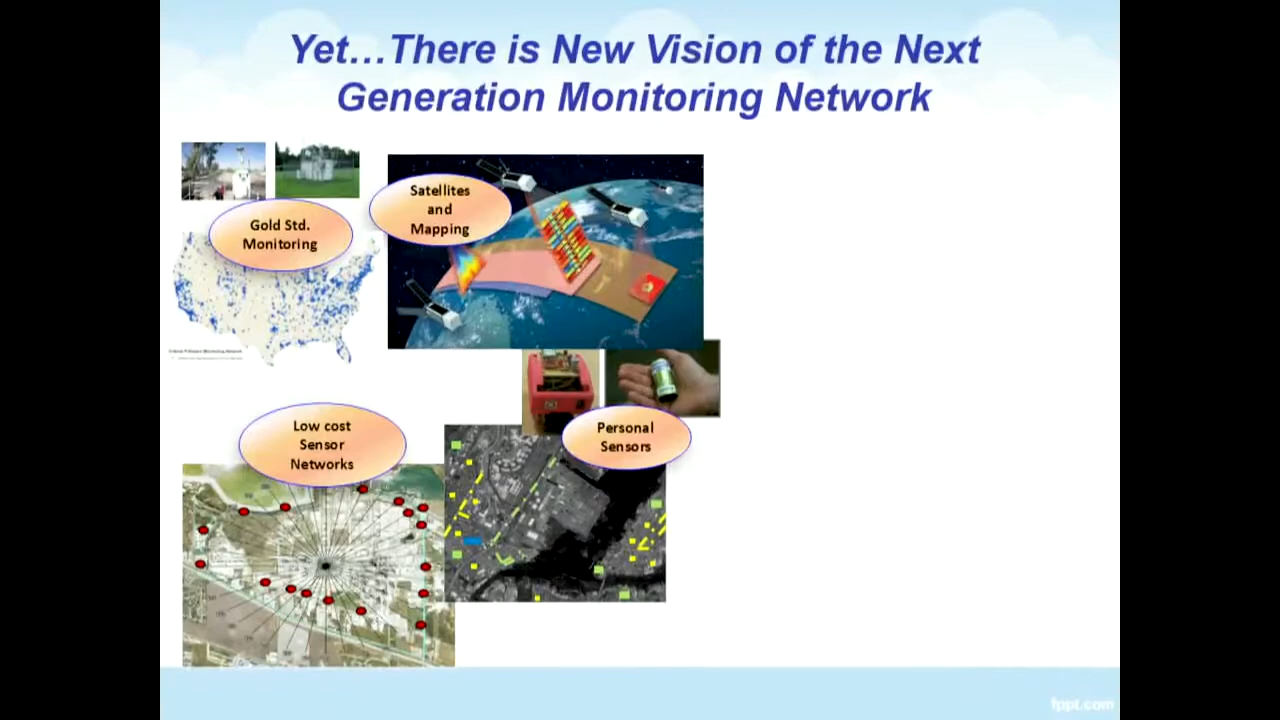 Yet…There is New Vision of the Next
Generation Monitoring Network
Gold Std.
Monitoring
Satellites
and
Mapping
Low cost
Sensor
Networks
Personal
Sensors
fppt.com